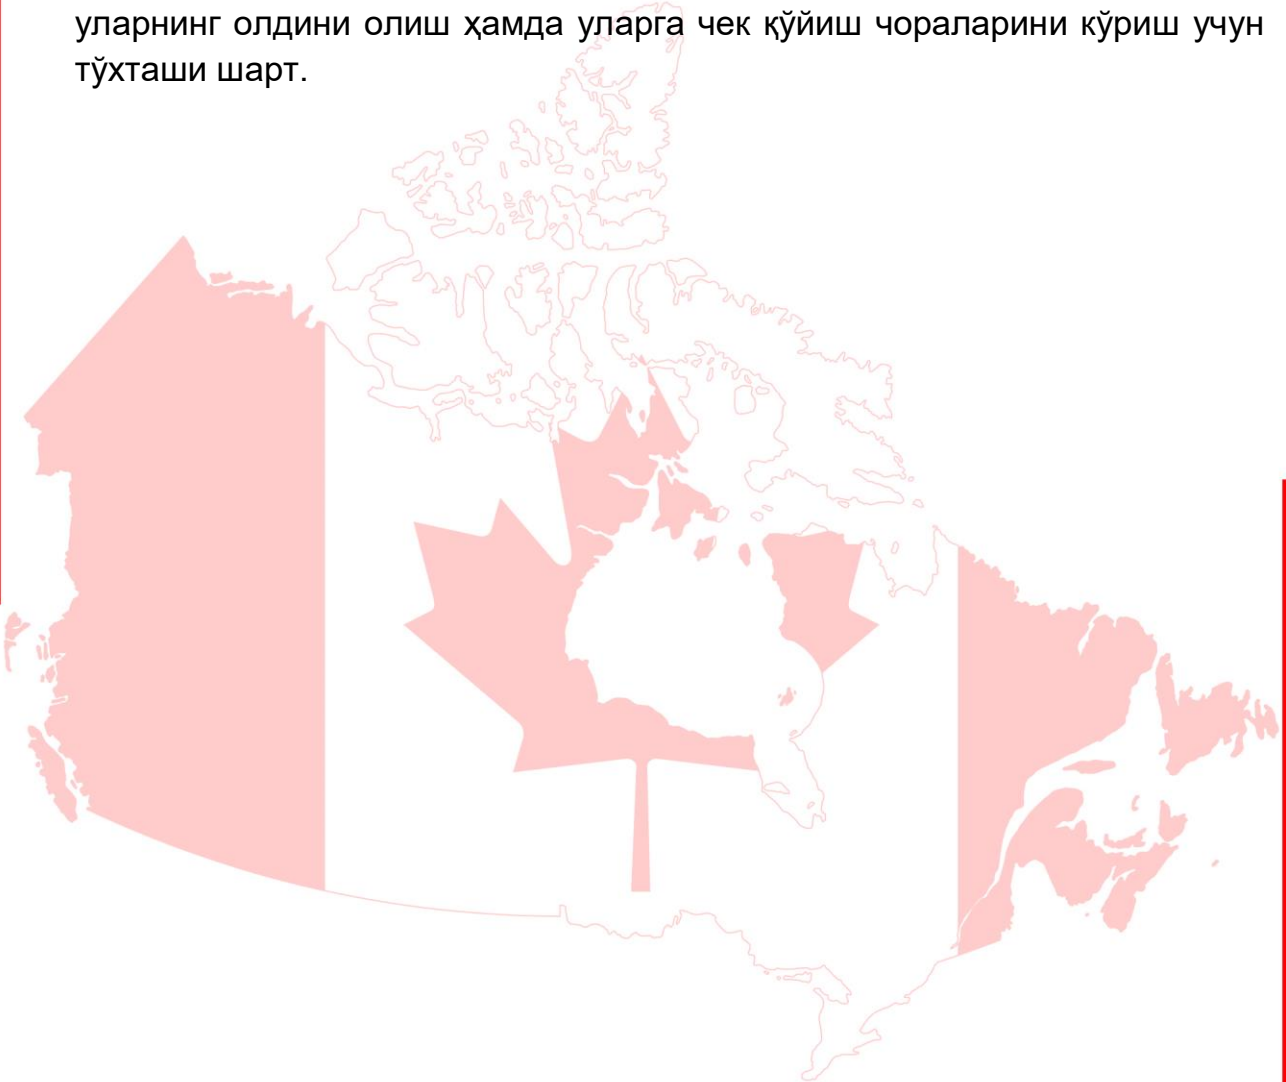 уларнинг олдини олиш ҳамда уларга чек қўйиш чораларини кўриш учун
тўхташи шарт.